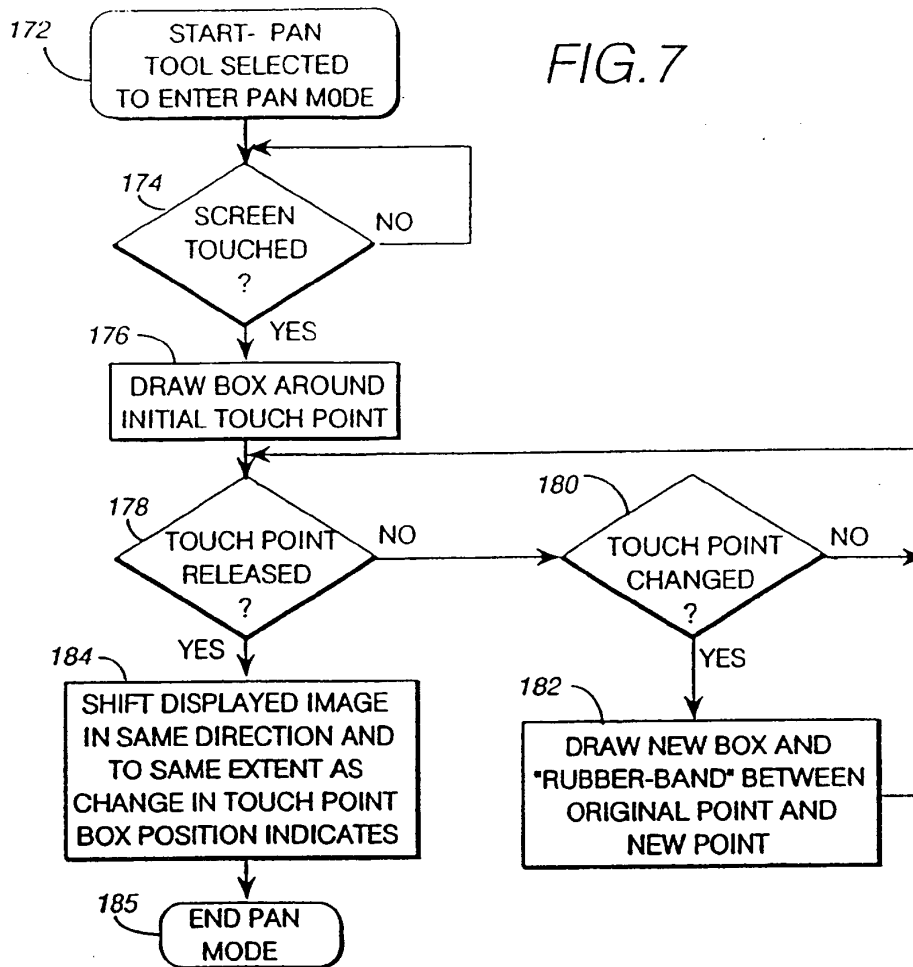 172
START- PAN
TOOL SELECTED
TO ENTER PAN MODE
FIG.7
174
SCREEN
TOUCHED
?
NO
YES
176
DRAW BOX AROUND
INITIAL TOUCH POINT
178
TOUCH POINT
RELEASED
?
NO
YES
180
TOUCH POINT
CHANGED
?
NO
YES
184
SHIFT DISPLAYED IMAGE
IN SAME DIRECTION AND
TO SAME EXTENT AS
CHANGE IN TOUCH POINT
BOX POSITION INDICATES
182
DRAW NEW BOX AND
"RUBBER-BAND" BETWEEN
ORIGINAL POINT AND
NEW POINT
185
END PAN
MODE